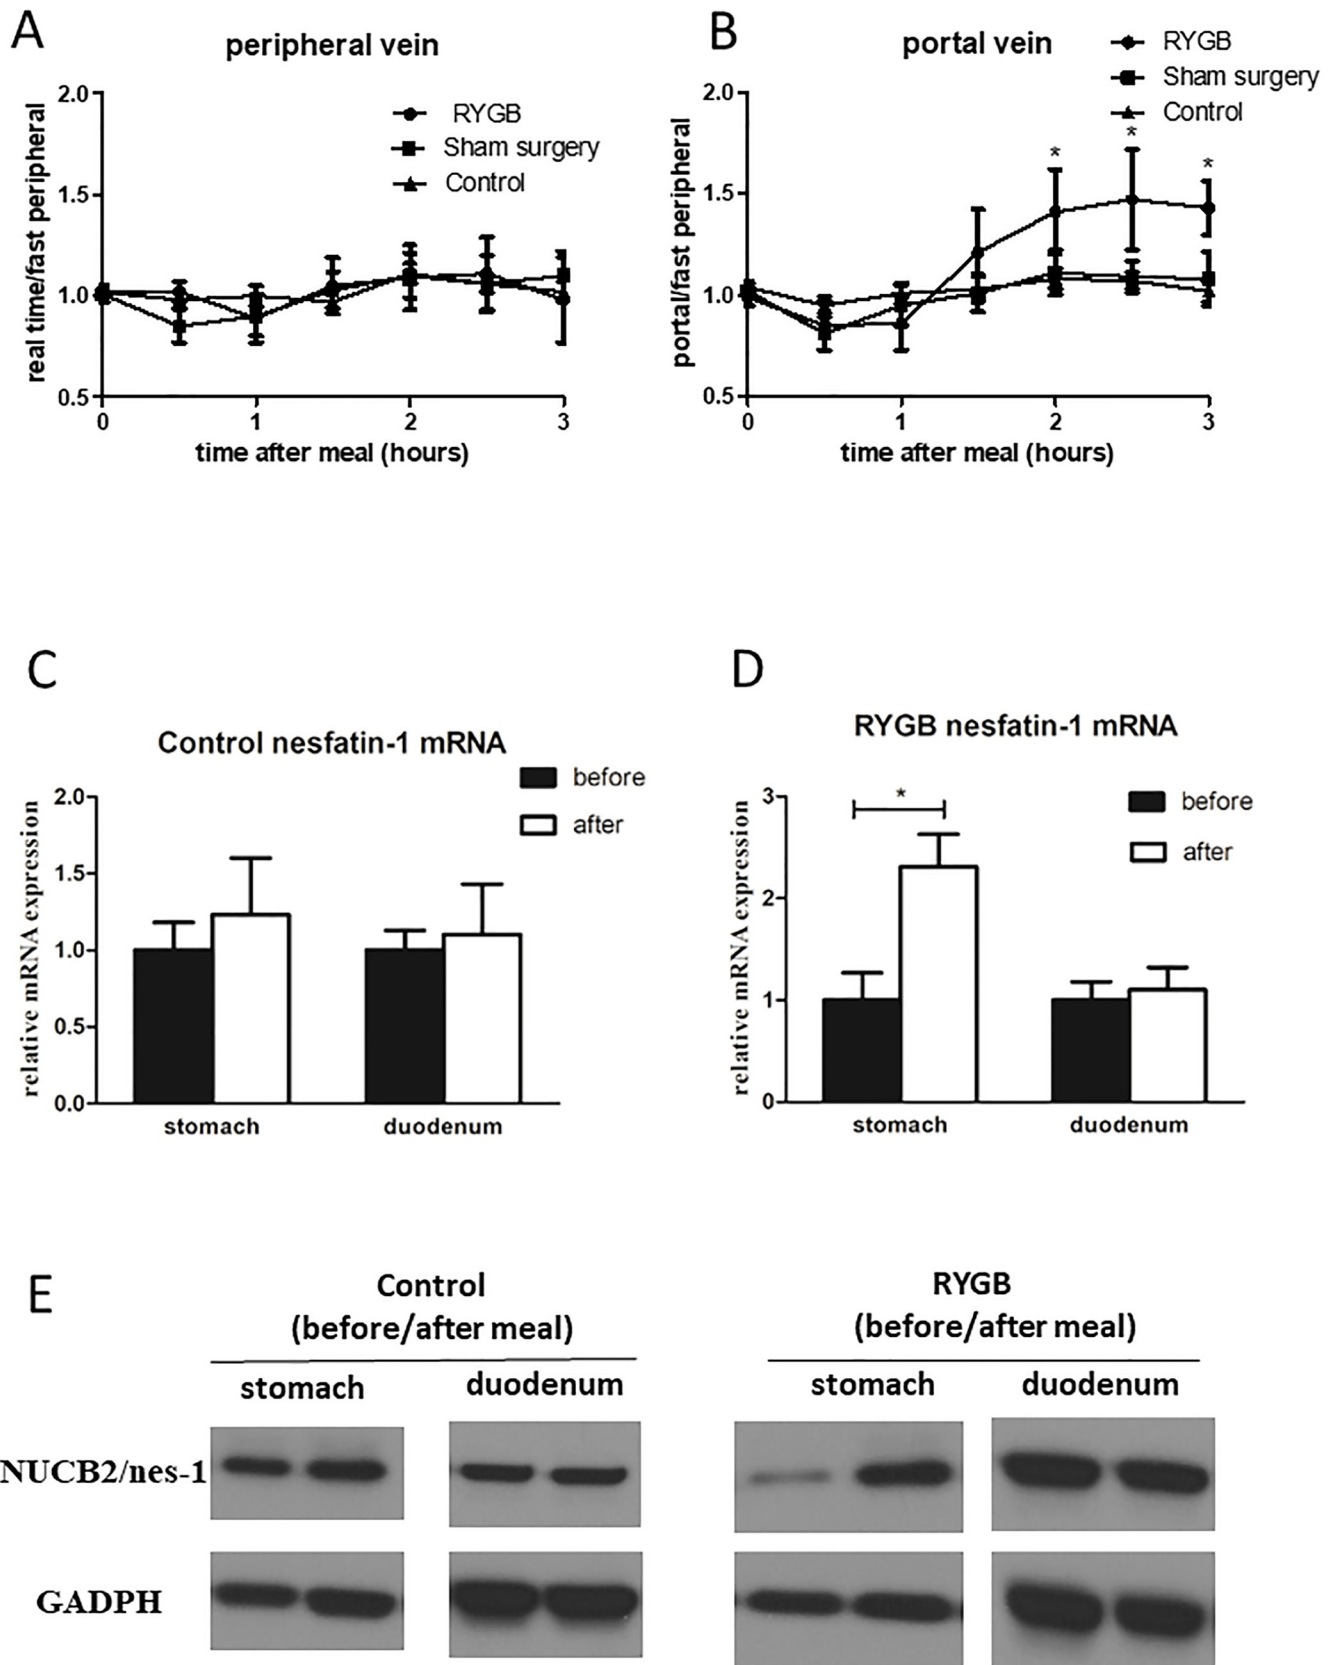 A
peripheral vein
RYGB
Sham surgery
Control
real time/fast peripheral
2.0
1.5
1.0
0.5
0
1
2
3
time after meal (hours)
B
portal vein
RYGB
Sham surgery
Control
portal/fast peripheral
2.0
1.5
1.0
0.5
*
*
*
0
1
2
3
time after meal (hours)
C
Control nesfatin-1 mRNA
before
after
relative mRNA expression
2.0
1.5
1.0
0.5
0.0
stomach
duodenum
D
RYGB nesfatin-1 mRNA
before
after
relative mRNA expression
3
2
1
0
*
stomach
duodenum
E
Control
(before/after meal)
stomach
duodenum
RYGB
(before/after meal)
stomach
duodenum
NUCB2/nes-1
GADPH